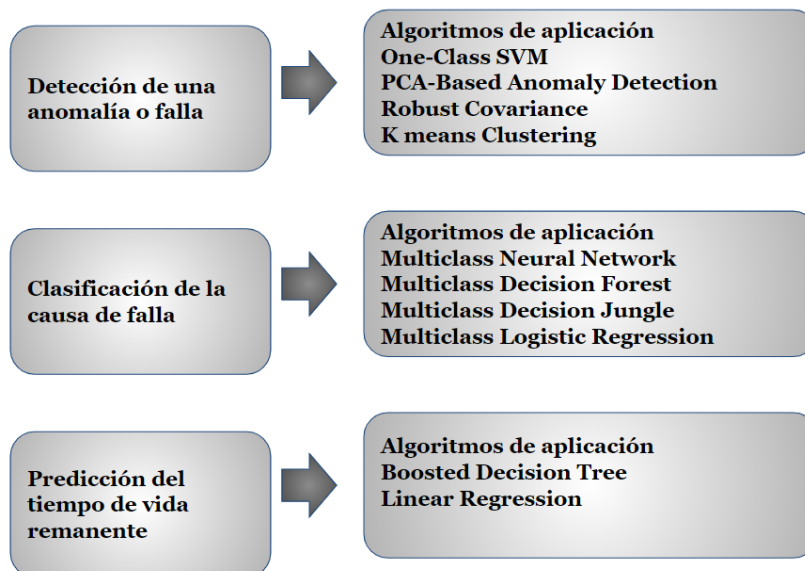 Detección de una
anomalía o falla
Algoritmos de aplicación
One-Class SVM
PCA-Based Anomaly Detection
Robust Covariance
K means Clustering
Clasificación de la
causa de falla
Algoritmos de aplicación
Multiclass Neural Network
Multiclass Decision Forest
Multiclass Decision Jungle
Multiclass Logistic Regression
Predicción del
tiempo de vida
remanente
Algoritmos de aplicación
Boosted Decision Tree
Linear Regression